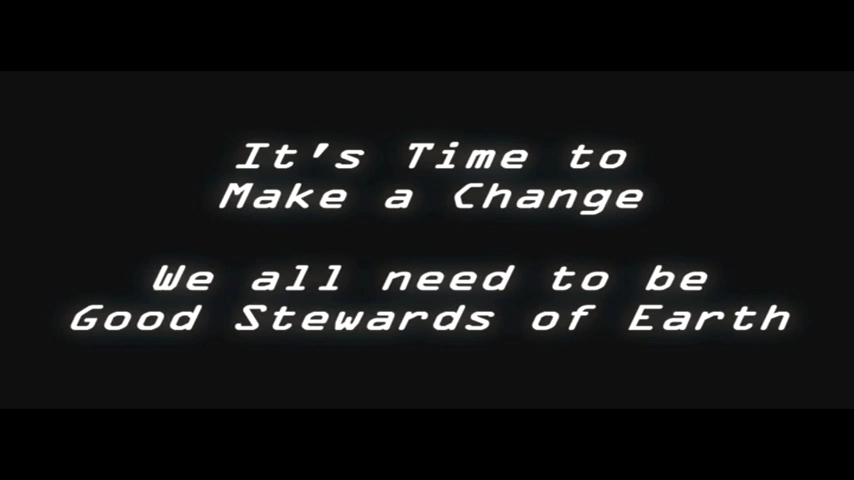 It's Time to
Make a Change
We all need to be
Good Stewards of Earth